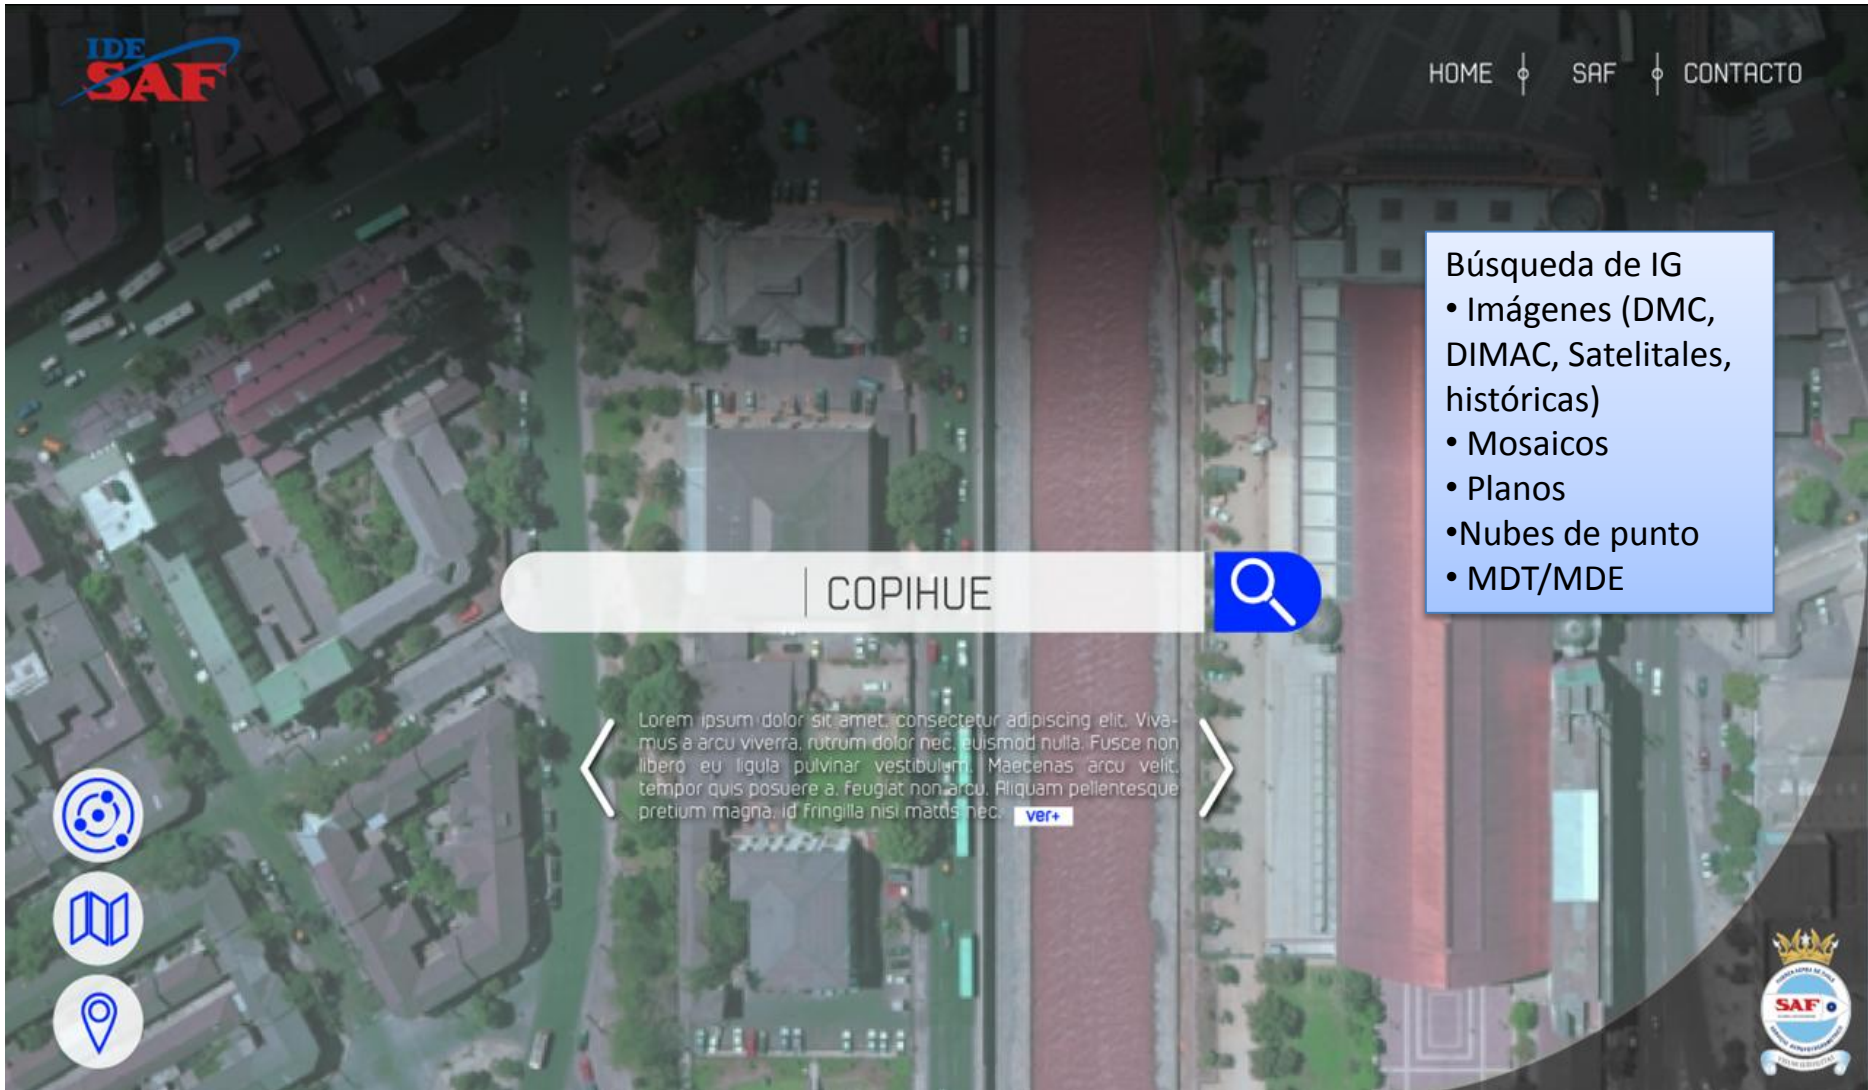 IDE
SAF
HOME
SAF
CONTACTO
Búsqueda de IG
• Imágenes (DMC,
DIMAC, Satelitales,
históricas)
• Mosaicos
• Planos
•Nubes de punto
• MDT/MDE
COPIHUE
Lorem ipsum dolor sit amet, consectetur adipiscing elit. Viva-
mus a arcu viverra, rutrum dolor nec, euismod nulla. Fusce non
libero eu ligula pulvinar vestibulum. Maecenas arcu velit,
tempor quis posuere a, feugiat non arcu. Aliquam pellentesque
pretium magna, id fringilla nisi mattis nec. ver+
SAF